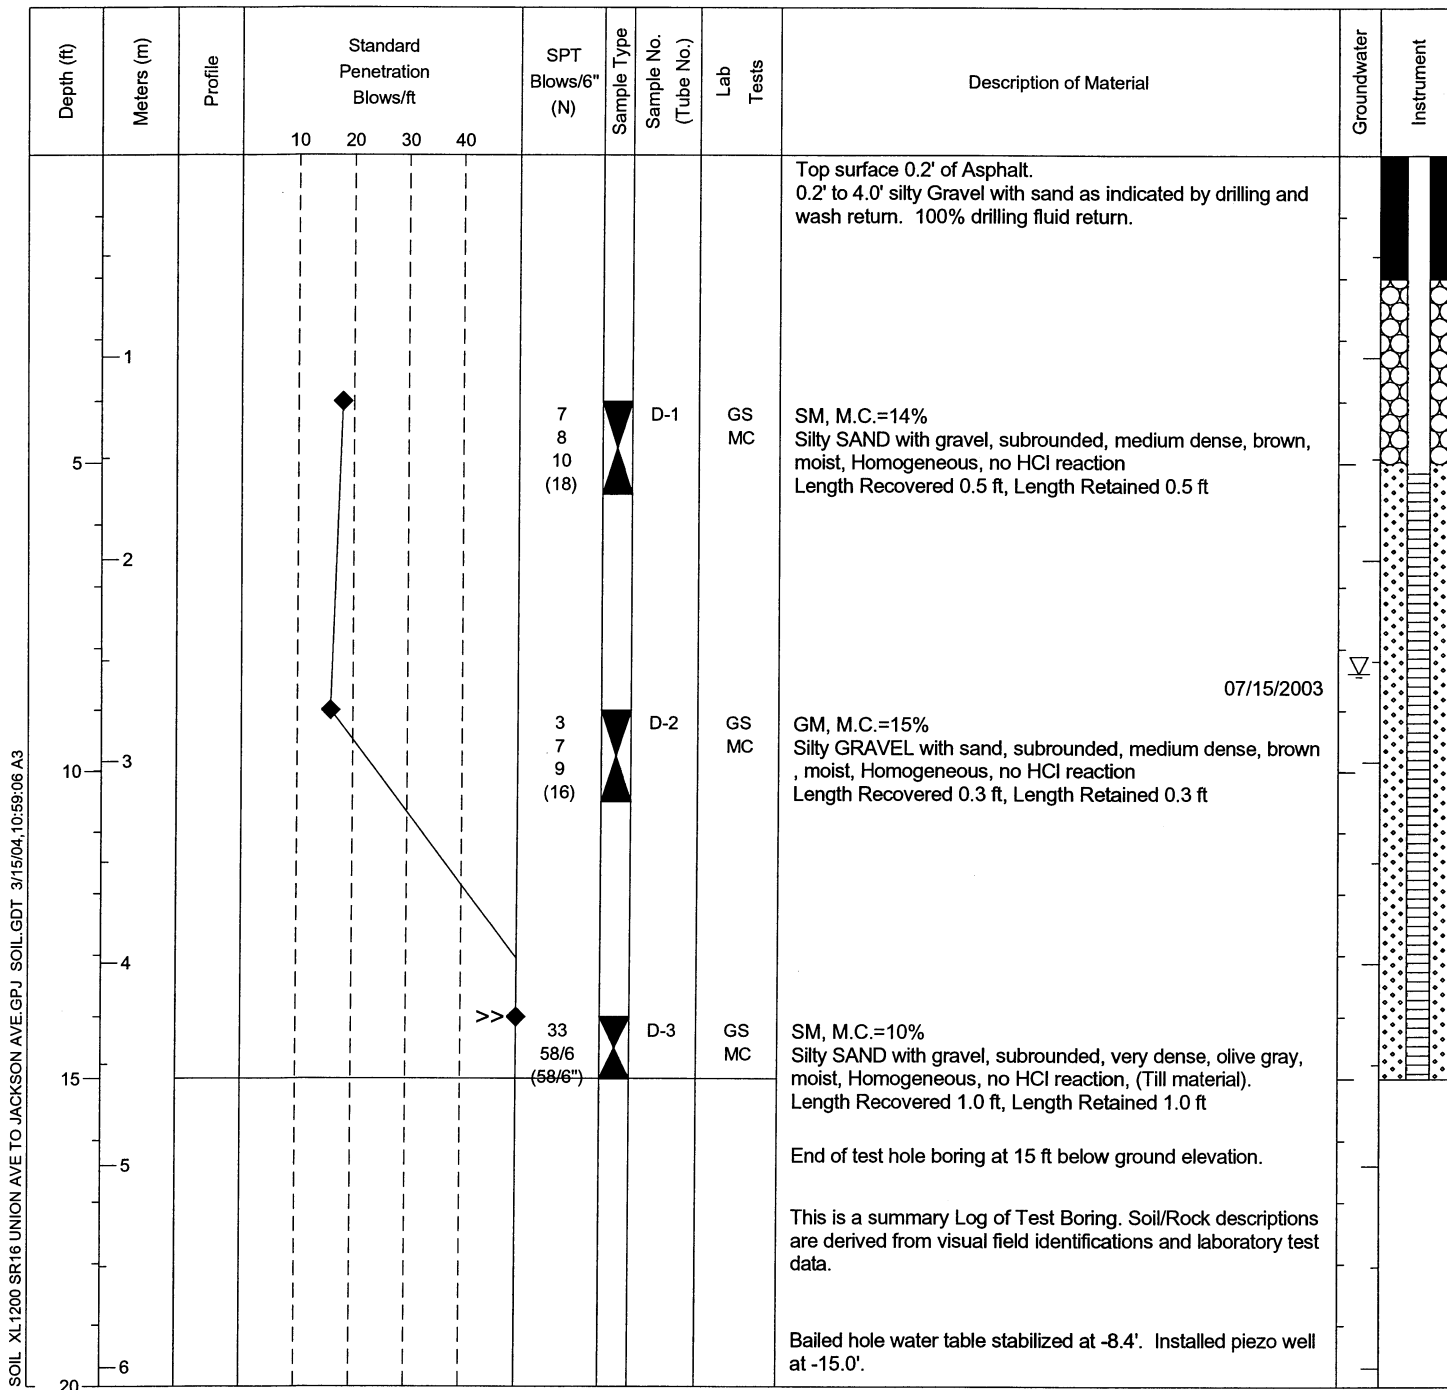 Depth (ft)
Meters (m)
Profile
Standard
Penetration
Blows/ft
10 20 30 40
SPT
Blows/6"
(N)
Sample Type
Sample No.
(Tube No.)
Lab
Tests
Description of Material
Groundwater
Instrument
Top surface 0.2' of Asphalt.
0.2' to 4.0' silty Gravel with sand as indicated by drilling and
wash return. 100% drilling fluid return.
1
7
8
10
(18)
D-1
GS
MC
SM, M.C.=14%
Silty SAND with gravel, subrounded, medium dense, brown,
moist, Homogeneous, no HCl reaction
Length Recovered 0.5 ft, Length Retained 0.5 ft
5
2
07/15/2003
3
7
9
(16)
D-2
GS
MC
GM, M.C.=15%
Silty GRAVEL with sand, subrounded, medium dense, brown
, moist, Homogeneous, no HCl reaction
Length Recovered 0.3 ft, Length Retained 0.3 ft
3
10
4
>>
33
58/6
(58/6")
D-3
GS
MC
SM, M.C.=10%
Silty SAND with gravel, subrounded, very dense, olive gray,
moist, Homogeneous, no HCl reaction, (Till material).
Length Recovered 1.0 ft, Length Retained 1.0 ft
15
5
End of test hole boring at 15 ft below ground elevation.
This is a summary Log of Test Boring. Soil/Rock descriptions
are derived from visual field identifications and laboratory test
data.
Bailed hole water table stabilized at -8.4'. Installed piezo well
at -15.0'.
6
20
SOIL XL1200 SR16 UNION AVE TO JACKSON AVE.GPJ SOIL.GDT 3/15/04,10:59:06 A3